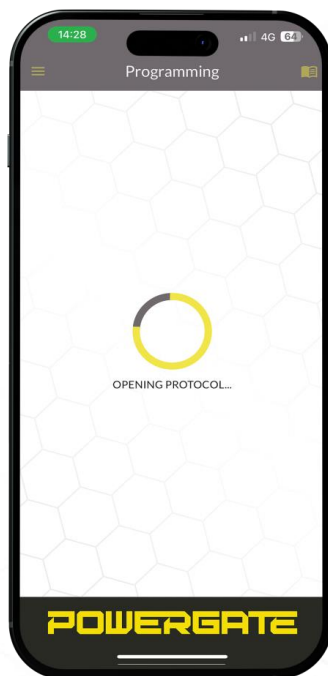 14:28
4G 64
Programming
OPENING PROTOCOL...
POWERGATE